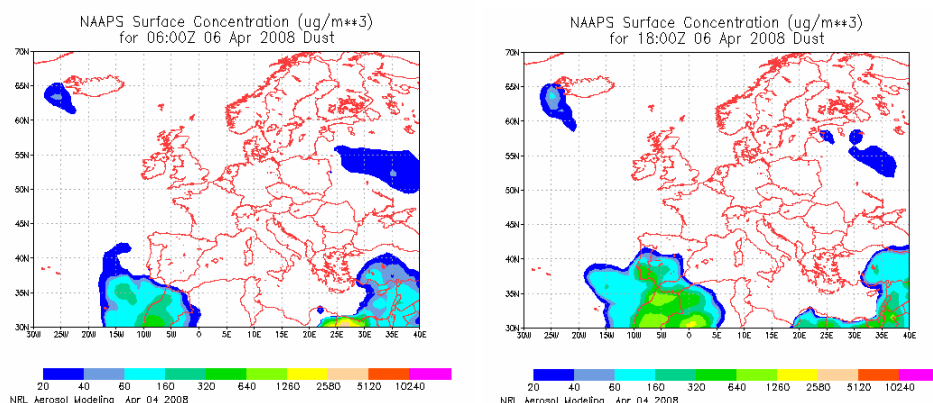 NAAPS Surface Concentration (ug/m**3)
for 06:00Z 06 Apr 2008 Dust
70N
65N
60N
55N
50N
45N
40N
35N
30N
30W 25W 20W 15W 10W 5W 0 5E 10E 15E 20E 25E 30E 35E 40E
20 40 60 160 320 640 1260 2580 5120 10240
NRL Aerosol Modeling Apr 04 2008
NAAPS Surface Concentration (ug/m**3)
for 18:00Z 06 Apr 2008 Dust
70N
65N
60N
55N
50N
45N
40N
35N
30N
30W 25W 20W 15W 10W 5W 0 5E 10E 15E 20E 25E 30E 35E 40E
20 40 60 160 320 640 1260 2580 5120 10240
NRL Aerosol Modeling Apr 04 2008